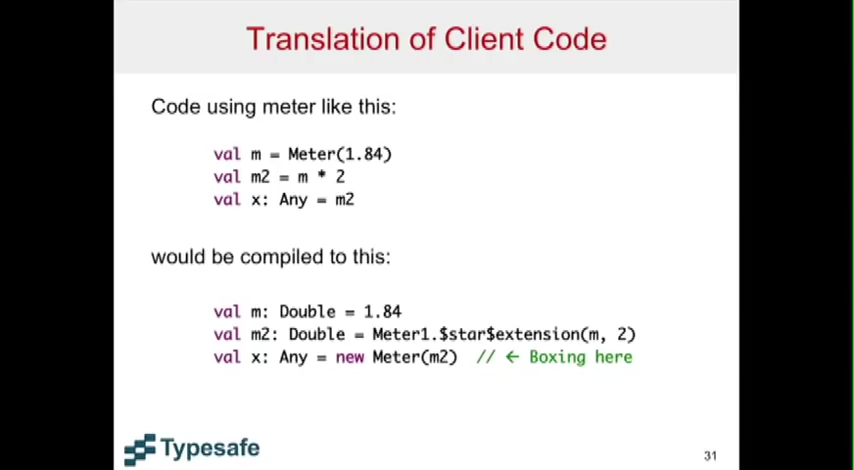 Translation of Client Code
Code using meter like this:
val m = Meter(1.84)
val m2 = m * 2
val x: Any = m2
would be compiled to this:
val m: Double = 1.84
val m2: Double = Meter1.$star$extension(m, 2)
val x: Any = new Meter(m2)  // ← Boxing here
Typesafe
31